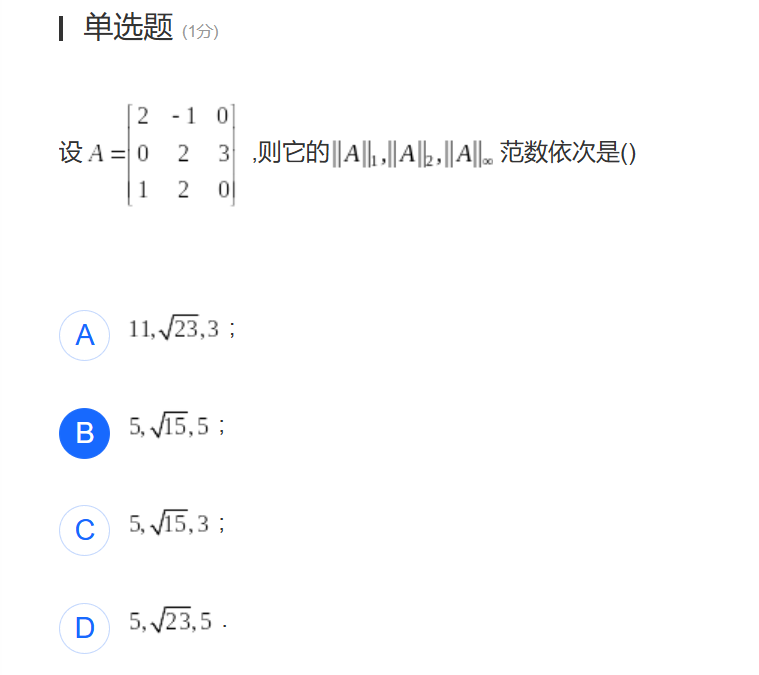 单选题 (1分)
设 A = [2 -1 0
0 2 3
1 2 0] ,则它的||A||₁,||A||₂,||A||∞ 范数依次是()
A 11,√23,3；
B 5,√15,5；
C 5,√15,3；
D 5,√23,5．